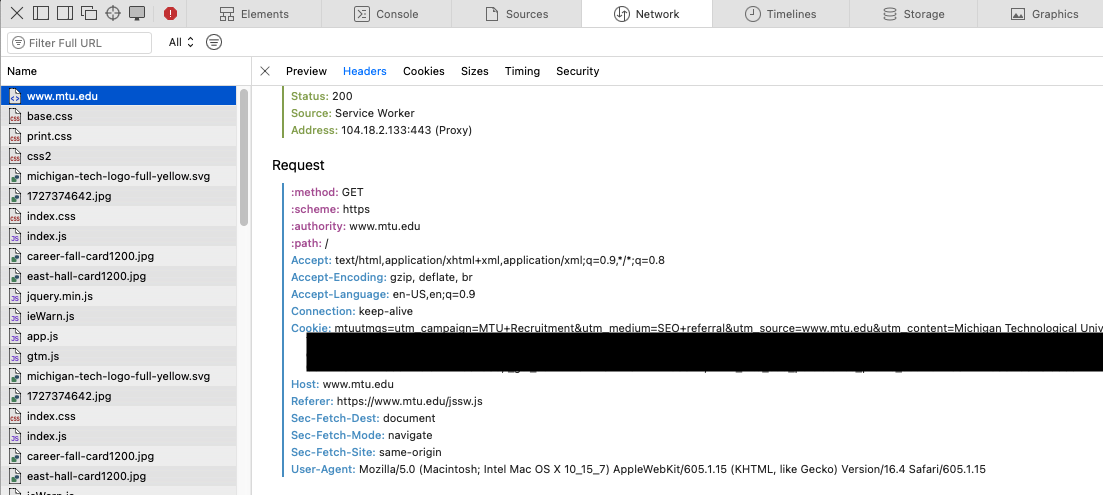 Elements Console Sources Network Timelines Storage Graphics
Filter Full URL All
Name Preview Headers Cookies Sizes Timing Security
www.mtu.edu
base.css
print.css
css2
michigan-tech-logo-full-yellow.svg
1727374642.jpg
index.css
index.js
career-fall-card1200.jpg
east-hall-card1200.jpg
jquery.min.js
ieWarn.js
app.js
gtm.js
michigan-tech-logo-full-yellow.svg
1727374642.jpg
index.css
index.js
career-fall-card1200.jpg
east-hall-card1200.jpg
ieWarn.js
Status: 200
Source: Service Worker
Address: 104.18.2.133:443 (Proxy)
Request
:method: GET
:scheme: https
:authority: www.mtu.edu
:path: /
Accept: text/html,application/xhtml+xml,application/xml;q=0.9,*/*;q=0.8
Accept-Encoding: gzip, deflate, br
Accept-Language: en-US,en;q=0.9
Connection: keep-alive
Cookie: mtuutmgs=utm_campaign=MTU+Recruitment&utm_medium=SEO+referral&utm_source=www.mtu.edu&utm_content=Michigan Technological Univ
Host: www.mtu.edu
Referer: https://www.mtu.edu/jssw.js
Sec-Fetch-Dest: document
Sec-Fetch-Mode: navigate
Sec-Fetch-Site: same-origin
User-Agent: Mozilla/5.0 (Macintosh; Intel Mac OS X 10_15_7) AppleWebKit/605.1.15 (KHTML, like Gecko) Version/16.4 Safari/605.1.15